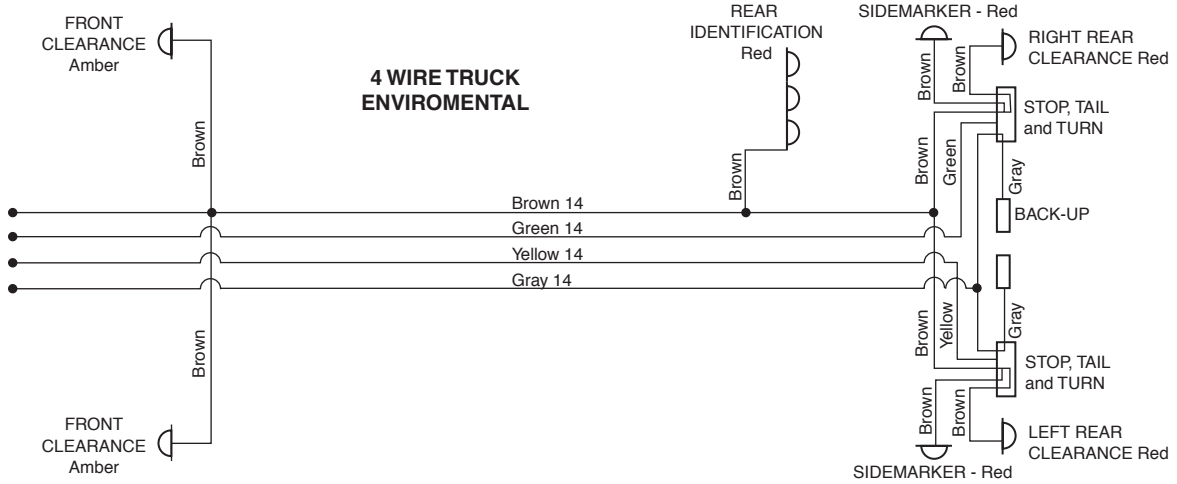 FRONT
CLEARANCE
Amber
4 WIRE TRUCK
ENVIROMENTAL
REAR
IDENTIFICATION
Red
SIDEMARKER - Red
RIGHT REAR
CLEARANCE Red
STOP, TAIL
and TURN
BACK-UP
Brown
Brown
Brown
Brown
Brown
Green
Gray
Brown 14
Green 14
Yellow 14
Gray 14
Brown
Brown
Yellow
Gray
STOP, TAIL
and TURN
Brown
Brown
FRONT
CLEARANCE
Amber
LEFT REAR
CLEARANCE Red
SIDEMARKER - Red